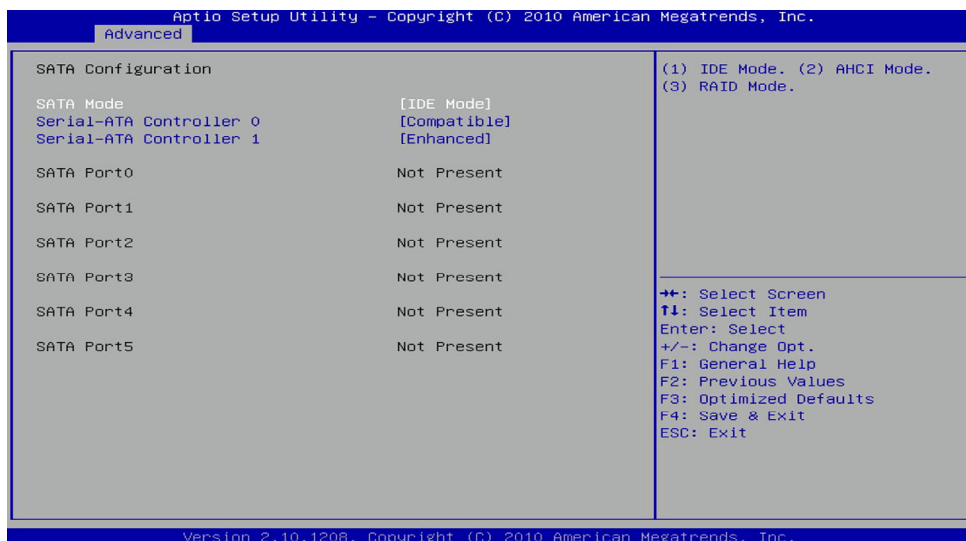 Aptio Setup Utility – Copyright (C) 2010 American Megatrends, Inc.
Advanced
SATA Configuration
SATA Mode [IDE Mode]
Serial-ATA Controller 0 [Compatible]
Serial-ATA Controller 1 [Enhanced]
SATA Port0 Not Present
SATA Port1 Not Present
SATA Port2 Not Present
SATA Port3 Not Present
SATA Port4 Not Present
SATA Port5 Not Present
(1) IDE Mode. (2) AHCI Mode.
(3) RAID Mode.
→←: Select Screen
↑↓: Select Item
Enter: Select
+/-: Change Opt.
F1: General Help
F2: Previous Values
F3: Optimized Defaults
F4: Save & Exit
ESC: Exit
Version 2.10.1208. Copyright (C) 2010 American Megatrends, Inc.